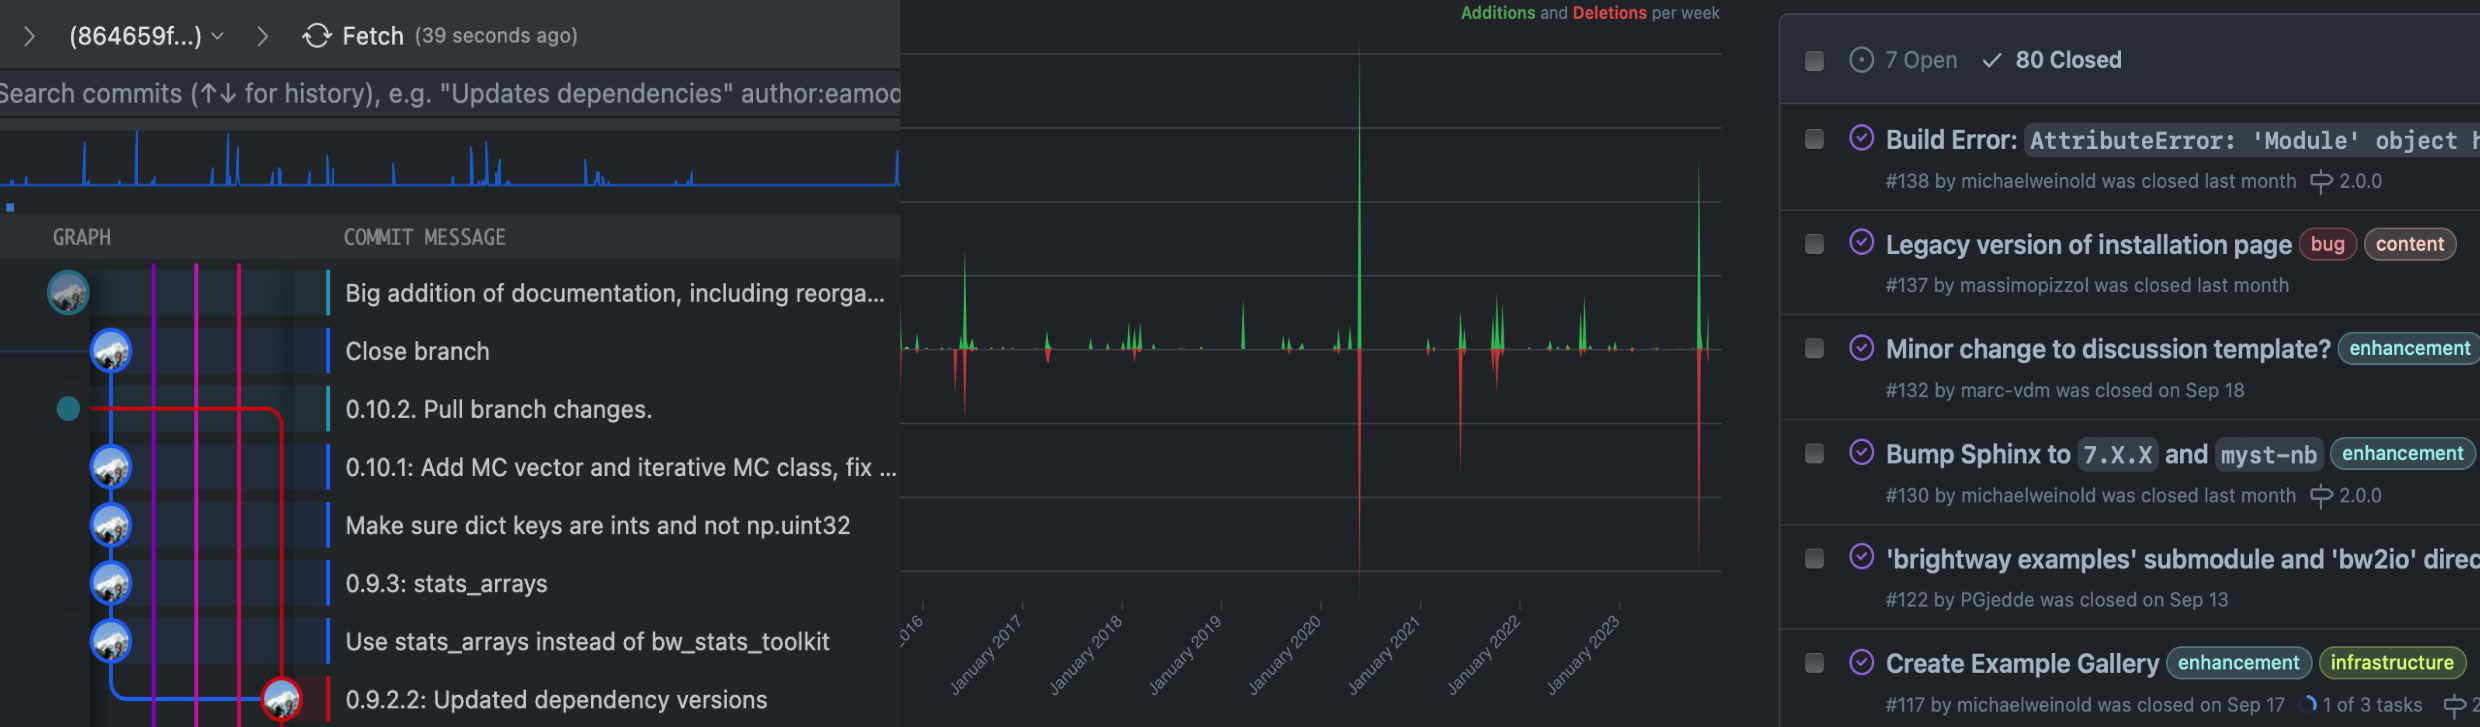 (864659f...)
Fetch (39 seconds ago)
Search commits (↑↓ for history), e.g. "Updates dependencies" author:eamod
GRAPH
COMMIT MESSAGE
Big addition of documentation, including reorga...
Close branch
0.10.2. Pull branch changes.
0.10.1: Add MC vector and iterative MC class, fix ...
Make sure dict keys are ints and not np.uint32
0.9.3: stats_arrays
Use stats_arrays instead of bw_stats_toolkit
0.9.2.2: Updated dependency versions
Additions and Deletions per week
2016
January 2017
January 2018
January 2019
January 2020
January 2021
January 2022
January 2023
7 Open 80 Closed
Build Error: AttributeError: 'Module' object h
#138 by michaelweinold was closed last month 2.0.0
Legacy version of installation page bug content
#137 by massimopizzol was closed last month
Minor change to discussion template? enhancement
#132 by marc-vdm was closed on Sep 18
Bump Sphinx to 7.X.X and myst-nb enhancement
#130 by michaelweinold was closed last month 2.0.0
'brightway examples' submodule and 'bw2io' direc
#122 by PGjedde was closed on Sep 13
Create Example Gallery enhancement infrastructure
#117 by michaelweinold was closed on Sep 17 1 of 3 tasks 2